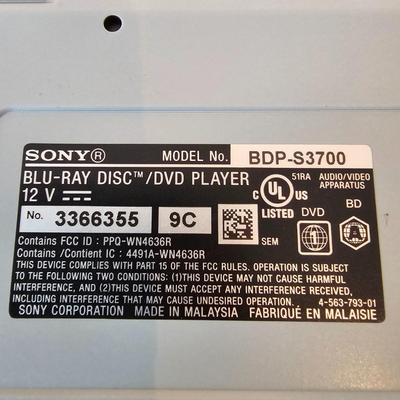 SONY® MODEL No. BDP-S3700
BLU-RAY DISC™/DVD PLAYER
12 V
c UL US LISTED
51RA AUDIO/VIDEO
APPARATUS
No. 3366355 9C
SEM
DVD
1
BD
A
Contains FCC ID : PPQ-WN4636R
Contains /Contient IC : 4491A-WN4636R
THIS DEVICE COMPLIES WITH PART 15 OF FCC RULES. OPERATION IS SUBJECT
TO THE FOLLOWING TWO CONDITIONS: (1)THIS DEVICE MAY NOT CAUSE HARMFUL
INTERFERENCE, AND (2)THIS DEVICE MUST ACCEPT ANY INTERFERENCE RECEIVED,
INCLUDING INTERFERENCE THAT MAY CAUSE UNDESIRED OPERATION. 4-563-793-01
SONY CORPORATION MADE IN MALAYSIA FABRIQUÉ EN MALAISIE